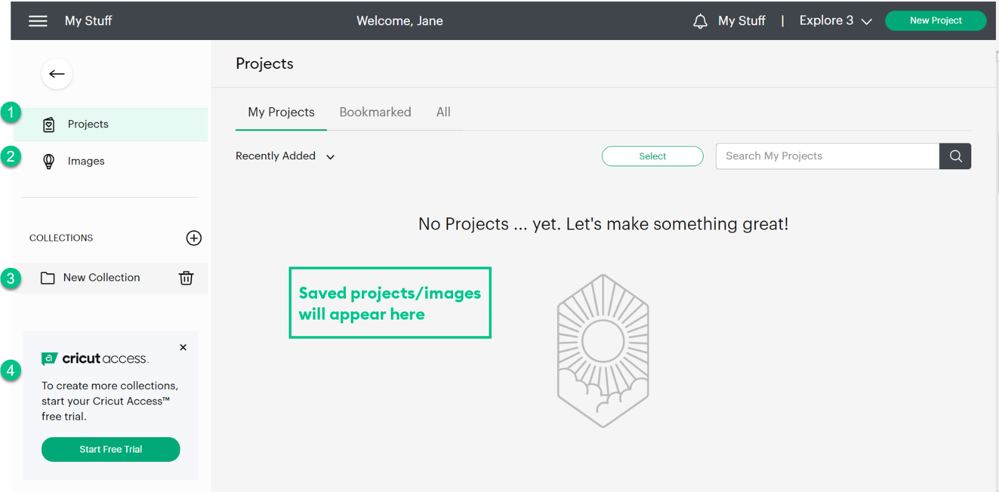 My Stuff
Welcome, Jane
My Stuff | Explore 3
New Project
Projects
1
Projects
2
Images
My Projects
Bookmarked
All
Recently Added
Select
Search My Projects
No Projects ... yet. Let's make something great!
COLLECTIONS
3
New Collection
Saved projects/images
will appear here
4
a cricut access™
To create more collections,
start your Cricut Access™
free trial.
Start Free Trial